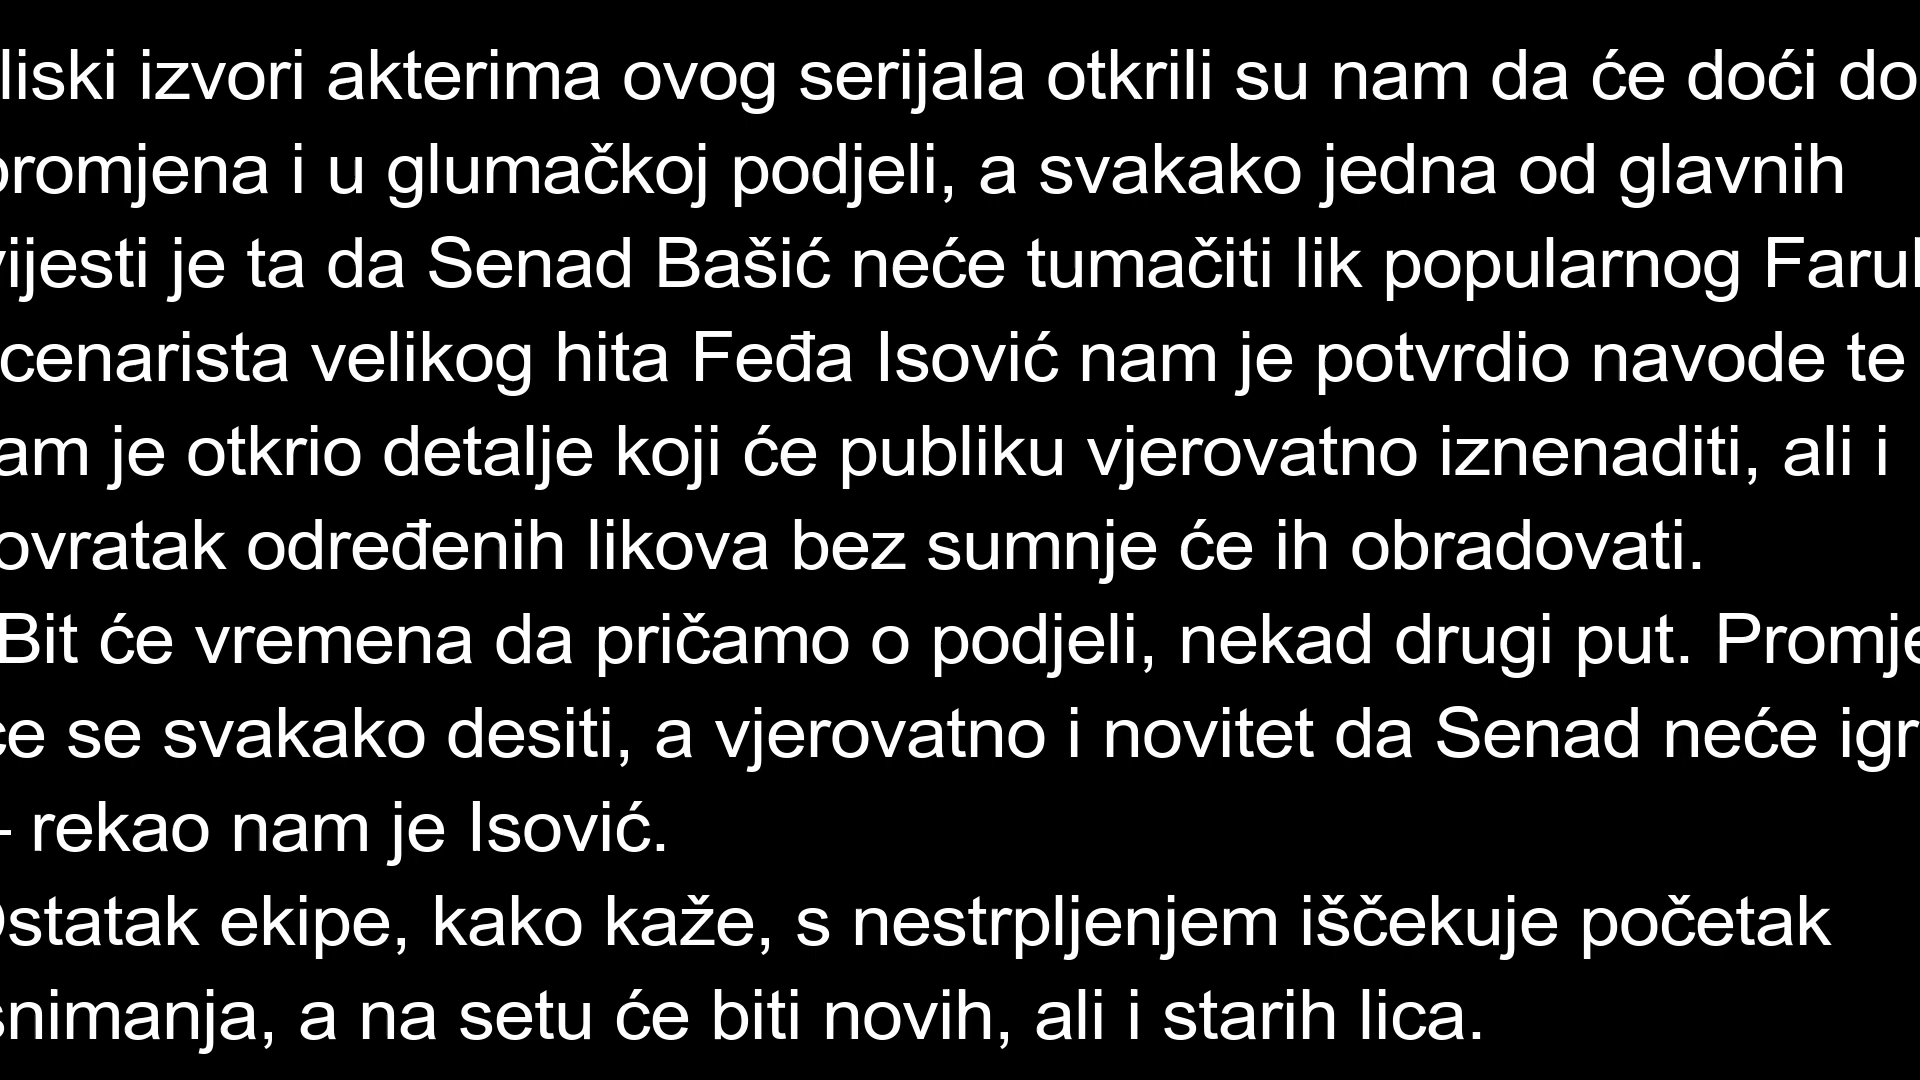 liski izvori akterima ovog serijala otkrili su nam da će doći do
promjena i u glumačkoj podjeli, a svakako jedna od glavnih
vijesti je ta da Senad Bašić neće tumačiti lik popularnog Faruk
cenarista velikog hita Feđa Isović nam je potvrdio navode te
am je otkrio detalje koji će publiku vjerovatno iznenaditi, ali i
ovratak određenih likova bez sumnje će ih obradovati.
Bit će vremena da pričamo o podjeli, nekad drugi put. Promje
će se svakako desiti, a vjerovatno i novitet da Senad neće igr
– rekao nam je Isović.
Ostatak ekipe, kako kaže, s nestrpljenjem iščekuje početak
snimanja, a na setu će biti novih, ali i starih lica.